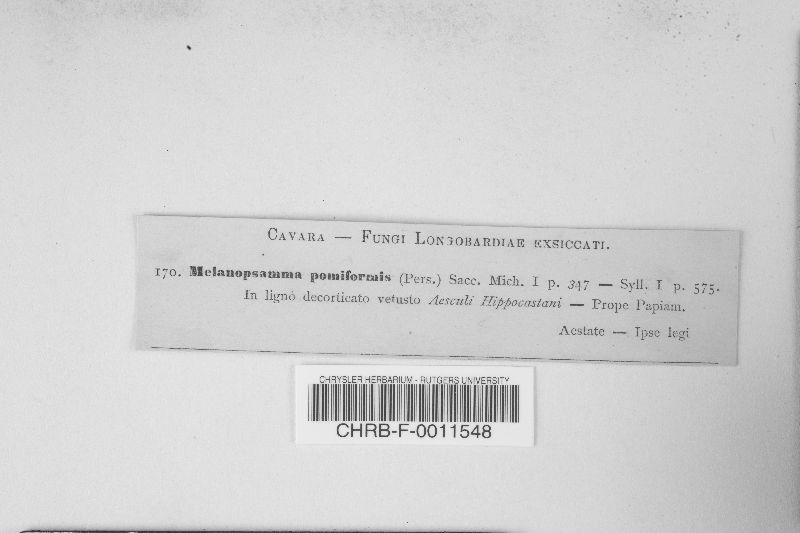 CAVARA — FUNGI LONGOBARDIAE EXSICCATI.
170. Melanopsamma pomiformis (Pers.) Sacc. Mich. I p. 347 — Syll. I p. 575.
In ligno decorticato vetusto Aesculi Hippocastani — Prope Papiam.
Aestate — Ipse legi
CHRYSLER HERBARIUM - RUTGERS UNIVERSITY
CHRB-F-0011548